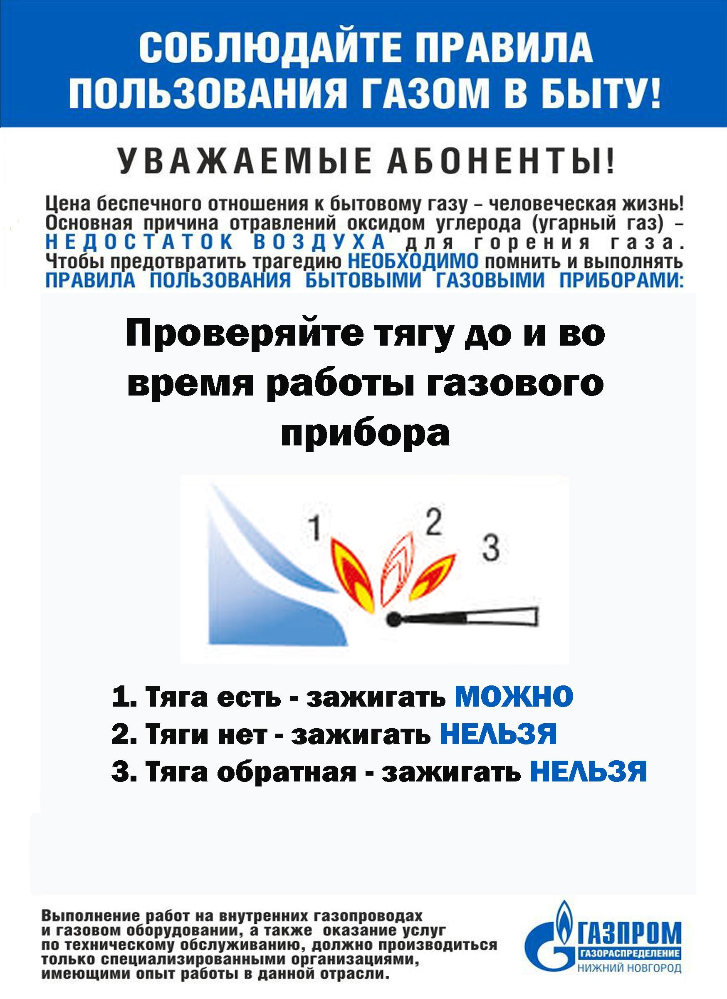 СОБЛЮДАЙТЕ ПРАВИЛА
ПОЛЬЗОВАНИЯ ГАЗОМ В БЫТУ!
УВАЖАЕМЫЕ АБОНЕНТЫ!
Цена беспечного отношения к бытовому газу – человеческая жизнь!
Основная причина отравлений оксидом углерода (угарный газ) –
НЕДОСТАТОК ВОЗДУХА для горения газа.
Чтобы предотвратить трагедию НЕОБХОДИМО помнить и выполнять
ПРАВИЛА ПОЛЬЗОВАНИЯ БЫТОВЫМИ ГАЗОВЫМИ ПРИБОРАМИ:
Проверяйте тягу до и во
время работы газового
прибора
1
2
3
1. Тяга есть - зажигать МОЖНО
2. Тяги нет - зажигать НЕЛЬЗЯ
3. Тяга обратная - зажигать НЕЛЬЗЯ
Выполнение работ на внутренних газопроводах
и газовом оборудовании, а также оказание услуг
по техническому обслуживанию, должно производиться
только специализированными организациями,
имеющими опыт работы в данной отрасли.
ГАЗПРОМ
ГАЗОРАСПРЕДЕЛЕНИЕ
НИЖНИЙ НОВГОРОД